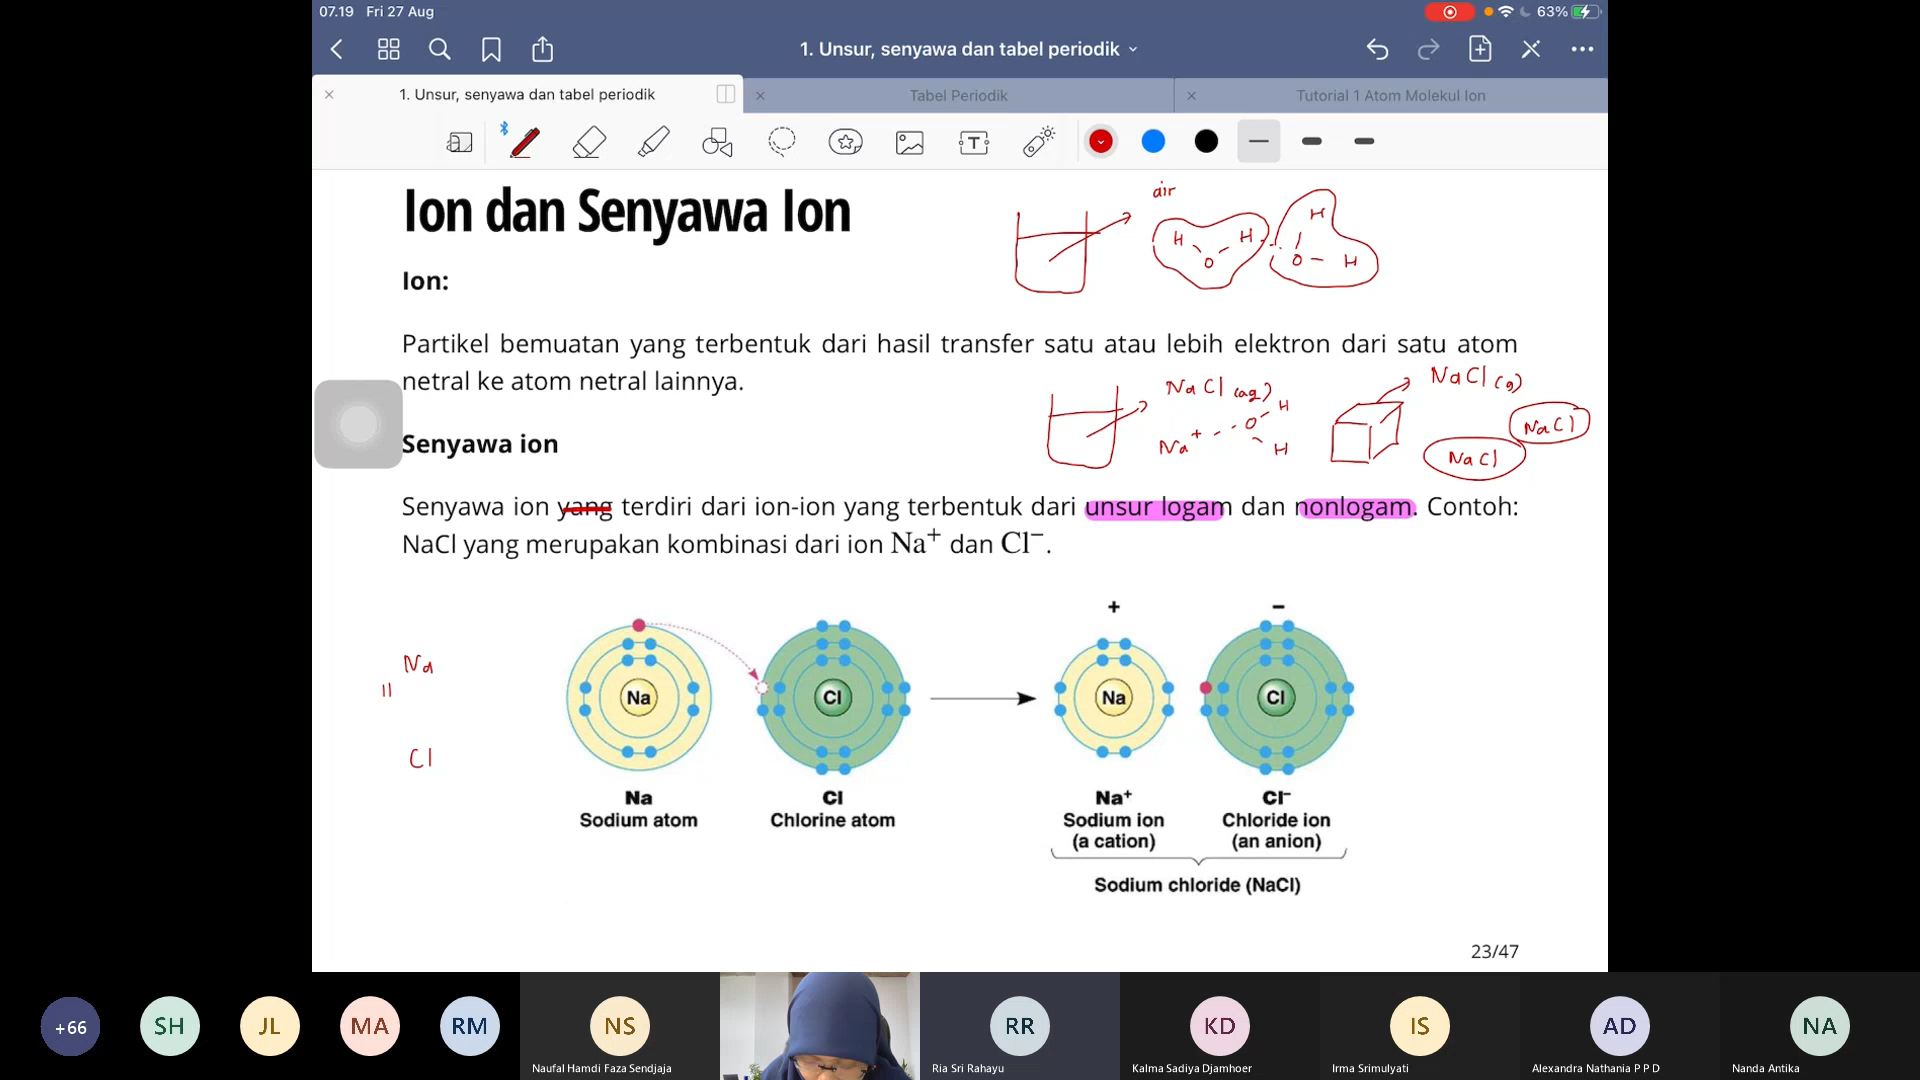 07.19 Fri 27 Aug
63%
1. Unsur, senyawa dan tabel periodik
1. Unsur, senyawa dan tabel periodik
Tabel Periodik
Tutorial 1 Atom Molekul Ion
T
Ion dan Senyawa Ion
air
H H
O
H
O H
Ion:
Partikel bemuatan yang terbentuk dari hasil transfer satu atau lebih elektron dari satu atom
netral ke atom netral lainnya.
NaCl (aq)
Na+ O H
H
NaCl
NaCl
NaCl
Senyawa ion
Senyawa ion yang terdiri dari ion-ion yang terbentuk dari unsur logam dan nonlogam. Contoh:
NaCl yang merupakan kombinasi dari ion Na⁺ dan Cl⁻.
+ −
Na
11
Cl
Na Cl Na Cl
Na Cl Na⁺ Cl⁻
Sodium atom Chlorine atom Sodium ion Chloride ion
(a cation) (an anion)
Sodium chloride (NaCl)
23/47
+66 SH JL MA RM NS RR KD IS AD NA
Naufal Hamdi Faza Sendjaja Ria Sri Rahayu Kalma Sadiya Djamhoer Irma Srimulyati Alexandra Nathania P P D Nanda Antika